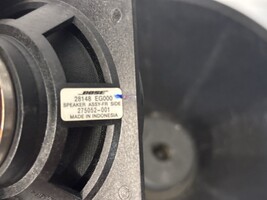 BOSE
28148 EG000
SPEAKER ASSY-FR SIDE
275052-001
MADE IN INDONESIA